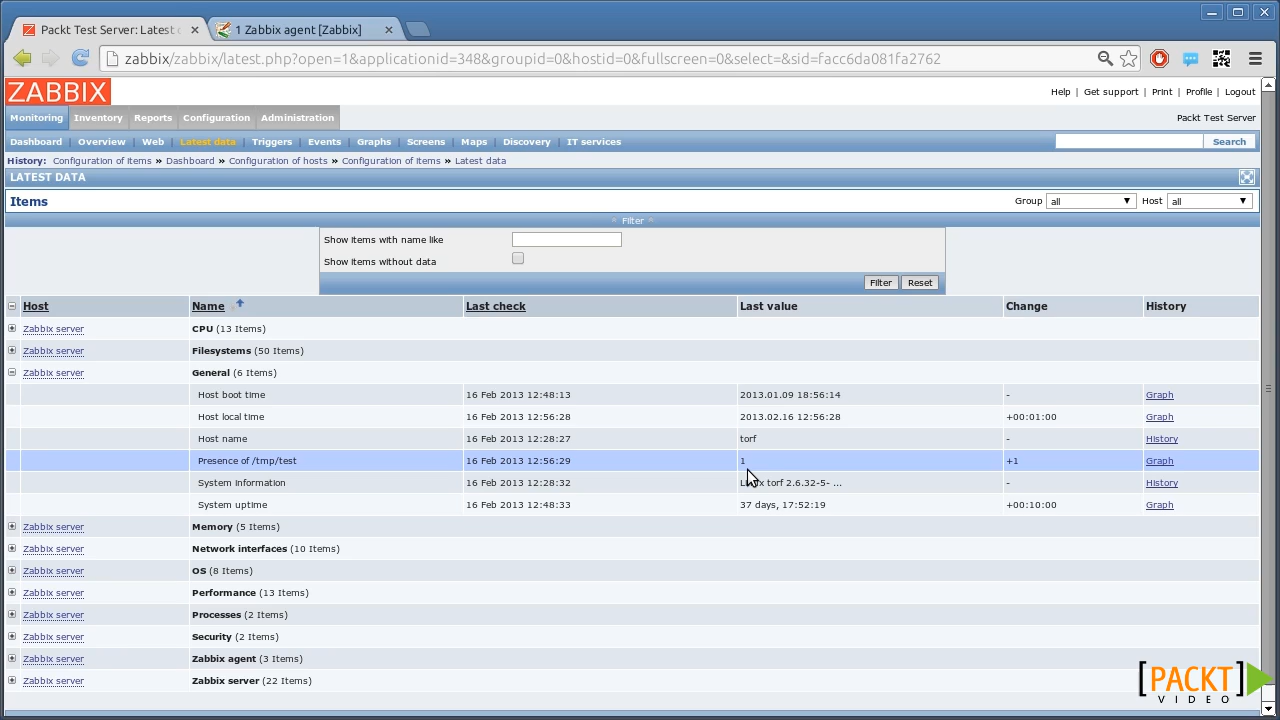 Packt Test Server: Latest
1 Zabbix agent [Zabbix]
zabbix/zabbix/latest.php?open=1&applicationid=348&groupid=0&hostid=0&fullscreen=0&select=&sid=facc6da081fa2762
ZABBIX
Help | Get support | Print | Profile | Logout
Monitoring Inventory Reports Configuration Administration Packt Test Server
Dashboard | Overview | Web | Latest data | Triggers | Events | Graphs | Screens | Maps | Discovery | IT services Search
History: Configuration of items » Dashboard » Configuration of hosts » Configuration of items » Latest data
LATEST DATA
Items Group all Host all
Filter
Show items with name like
Show items without data
Filter Reset
Host Name Last check Last value Change History
Zabbix server CPU (13 Items)
Zabbix server Filesystems (50 Items)
Zabbix server General (6 Items)
Host boot time 16 Feb 2013 12:48:13 2013.01.09 18:56:14 - Graph
Host local time 16 Feb 2013 12:56:28 2013.02.16 12:56:28 +00:01:00 Graph
Host name 16 Feb 2013 12:28:27 torf - History
Presence of /tmp/test 16 Feb 2013 12:56:29 1 +1 Graph
System information 16 Feb 2013 12:28:32 torf 2.6.32-5- ... - History
System uptime 16 Feb 2013 12:48:33 37 days, 17:52:19 +00:10:00 Graph
Zabbix server Memory (5 Items)
Zabbix server Network interfaces (10 Items)
Zabbix server OS (8 Items)
Zabbix server Performance (13 Items)
Zabbix server Processes (2 Items)
Zabbix server Security (2 Items)
Zabbix server Zabbix agent (3 Items)
Zabbix server Zabbix server (22 Items)
[PACKT]
VIDEO